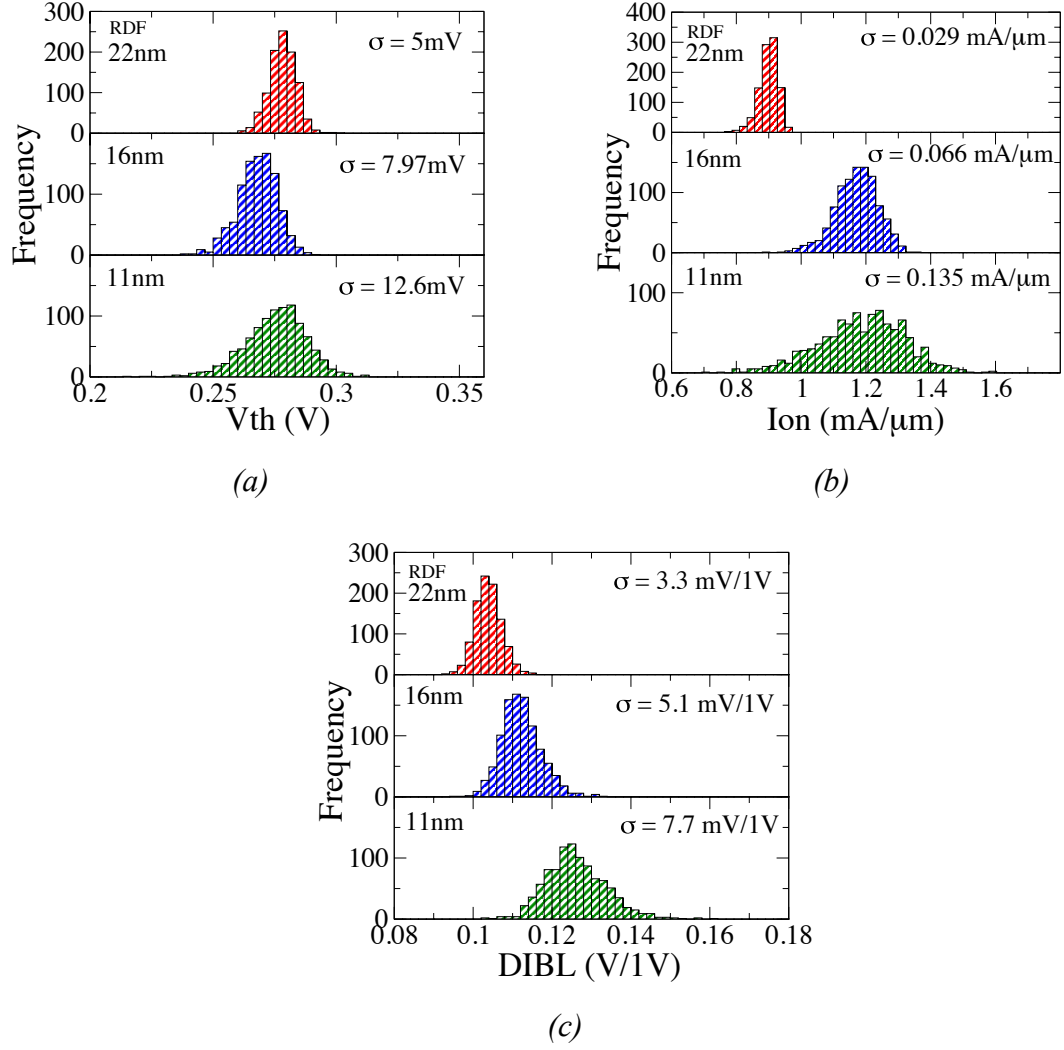 300
200
100
0
RDF
22nm
σ = 5mV
16nm
σ = 7.97mV
100
0
11nm
σ = 12.6mV
100
0
0.2
0.25
0.3
0.35
Frequency
Vth (V)
(a)
400
300
200
100
0
RDF
22nm
σ = 0.029 mA/μm
16nm
σ = 0.066 mA/μm
100
0
11nm
σ = 0.135 mA/μm
100
0
0.6
0.8
1
1.2
1.4
1.6
Frequency
Ion (mA/μm)
(b)
300
200
100
0
RDF
22nm
σ = 3.3 mV/1V
16nm
σ = 5.1 mV/1V
100
0
11nm
σ = 7.7 mV/1V
100
0
0.08
0.1
0.12
0.14
0.16
0.18
Frequency
DIBL (V/1V)
(c)